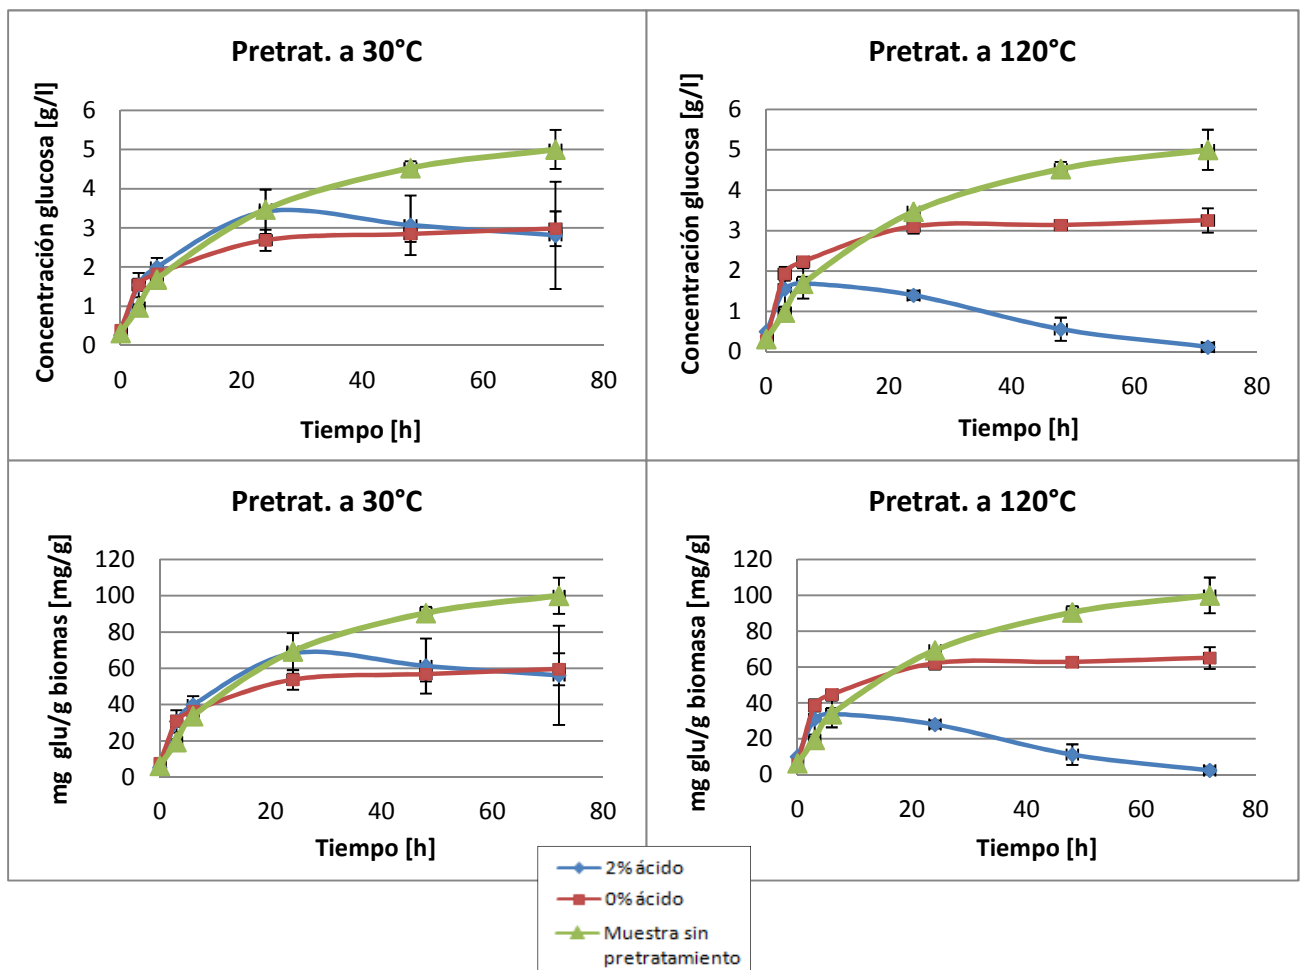 Pretrat. a 30°C
Concentración glucosa [g/l]
6
5
4
3
2
1
0
0 20 40 60 80
Tiempo [h]
Pretrat. a 120°C
Concentración glucosa [g/l]
6
5
4
3
2
1
0
0 20 40 60 80
Tiempo [h]
Pretrat. a 30°C
mg glu/g biomas [mg/g]
120
100
80
60
40
20
0
0 20 40 60 80
Tiempo [h]
Pretrat. a 120°C
mg glu/g biomasa [mg/g]
120
100
80
60
40
20
0
0 20 40 60 80
Tiempo [h]
2%ácido
0%ácido
Muestra sin
pretratamiento